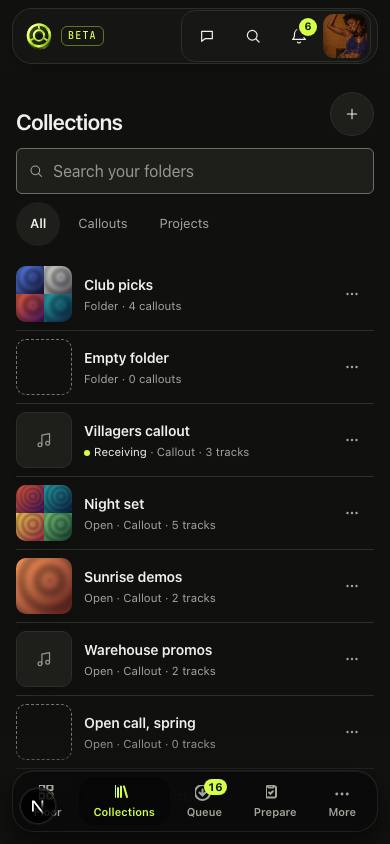 BETA
6
Collections
Search your folders
All
Callouts
Projects
Club picks
Folder · 4 callouts
Empty folder
Folder · 0 callouts
Villagers callout
Receiving · Callout · 3 tracks
Night set
Open · Callout · 5 tracks
Sunrise demos
Open · Callout · 2 tracks
Warehouse promos
Open · Callout · 2 tracks
Open call, spring
Open · Callout · 0 tracks
16
N
Collections
Queue
Prepare
More